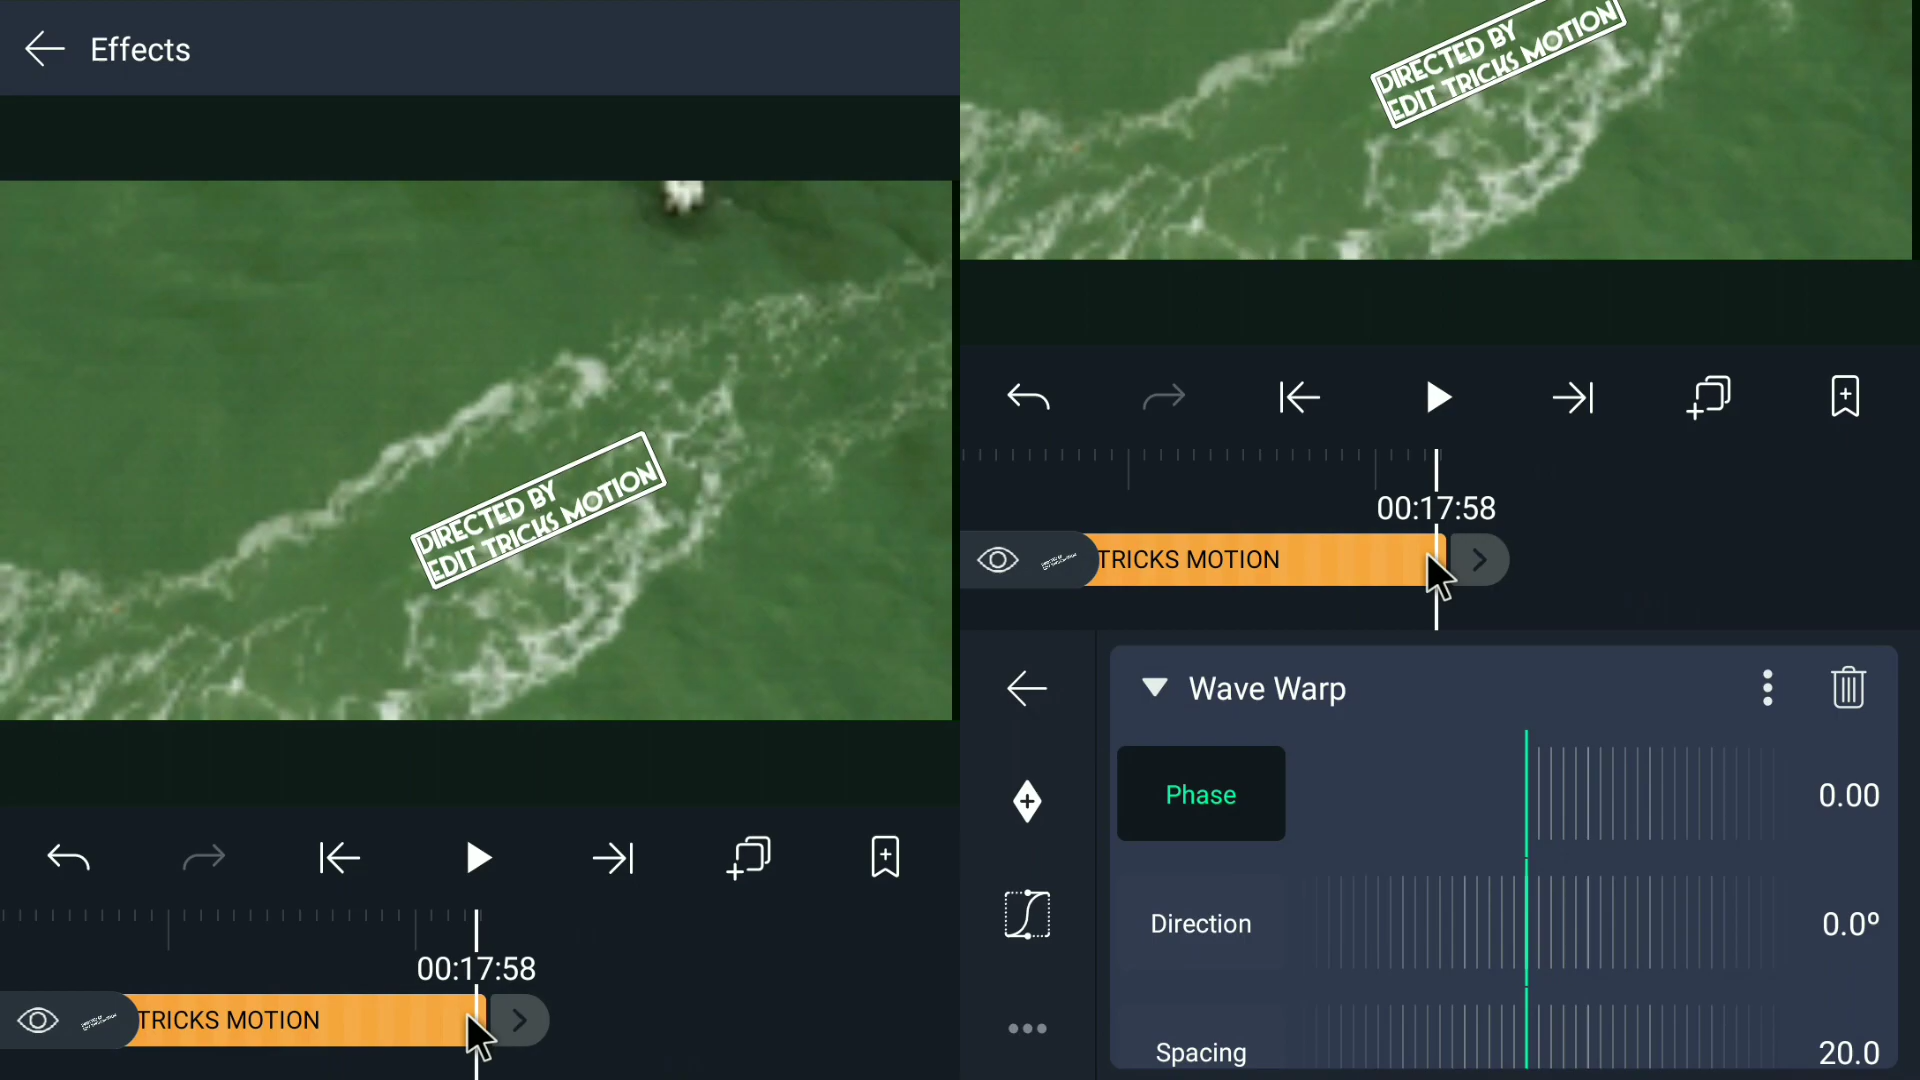 Effects
DIRECTED BY
EDIT TRICKS MOTION
00:17:58
TRICKS MOTION
DIRECTED BY
EDIT TRICKS MOTION
00:17:58
TRICKS MOTION
Wave Warp
Phase 0.00
Direction 0.0º
Spacing 20.0